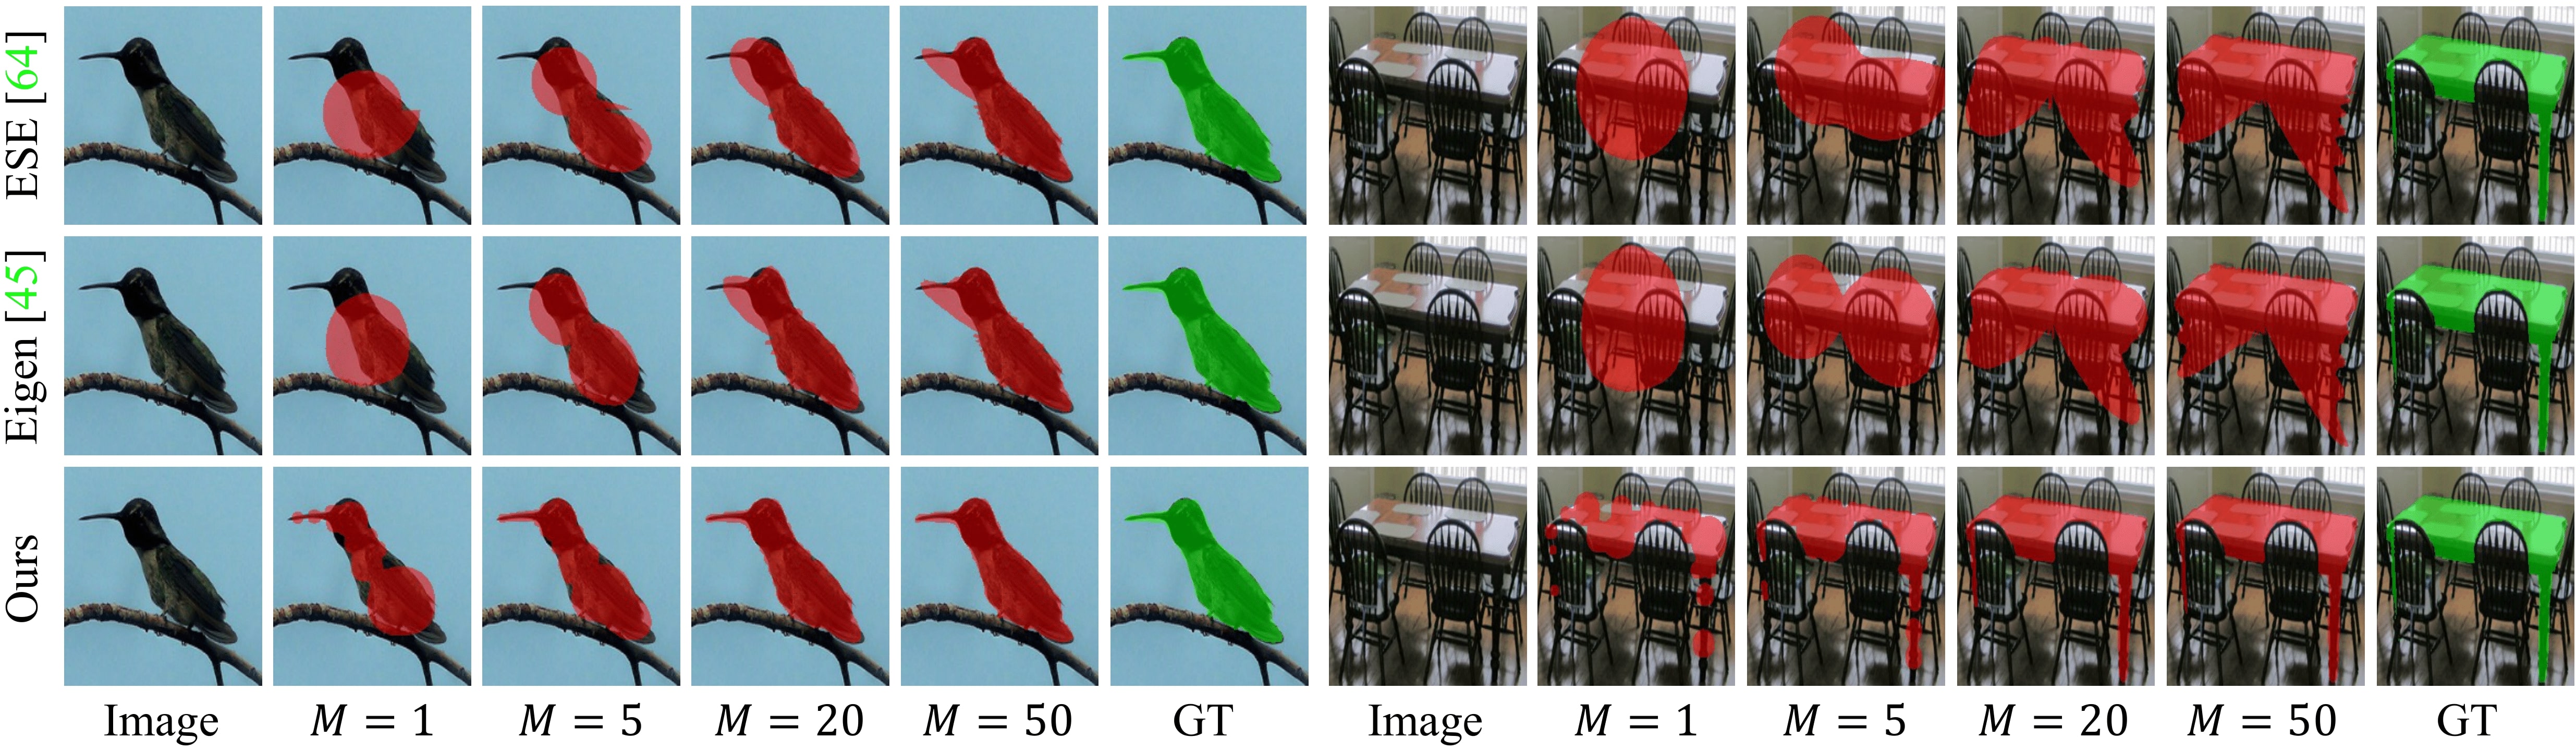 ESE [64]
Eigen [45]
Ours
Image M = 1 M = 5 M = 20 M = 50 GT Image M = 1 M = 5 M = 20 M = 50 GT